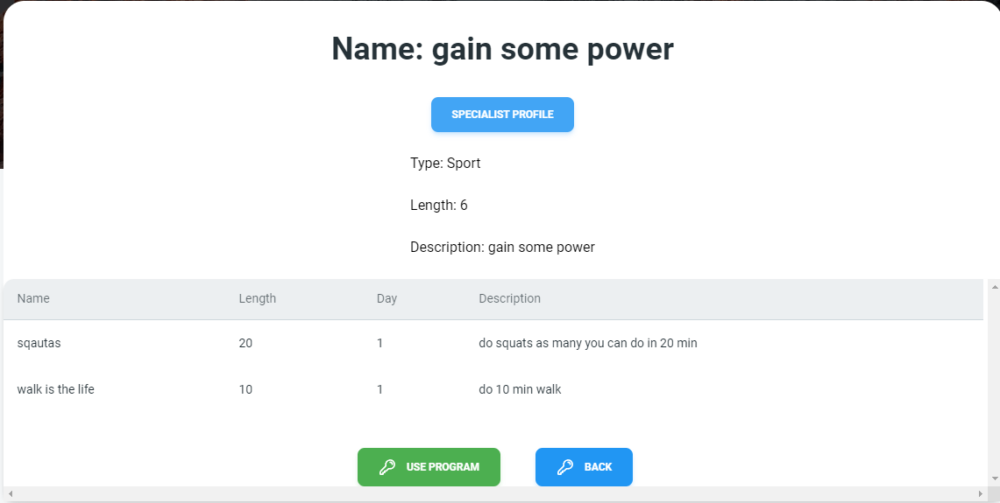 Name: gain some power
SPECIALIST PROFILE
Type: Sport
Length: 6
Description: gain some power
Name Length Day Description
sqautas 20 1 do squats as many you can do in 20 min
walk is the life 10 1 do 10 min walk
USE PROGRAM BACK